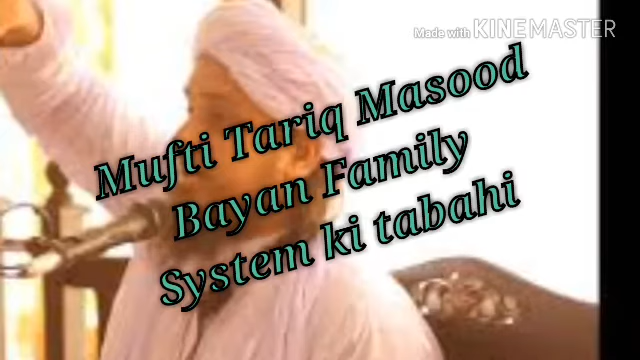 Made with KINEMASTER
Mufti Tariq Masood
Bayan Family
System ki tabahi